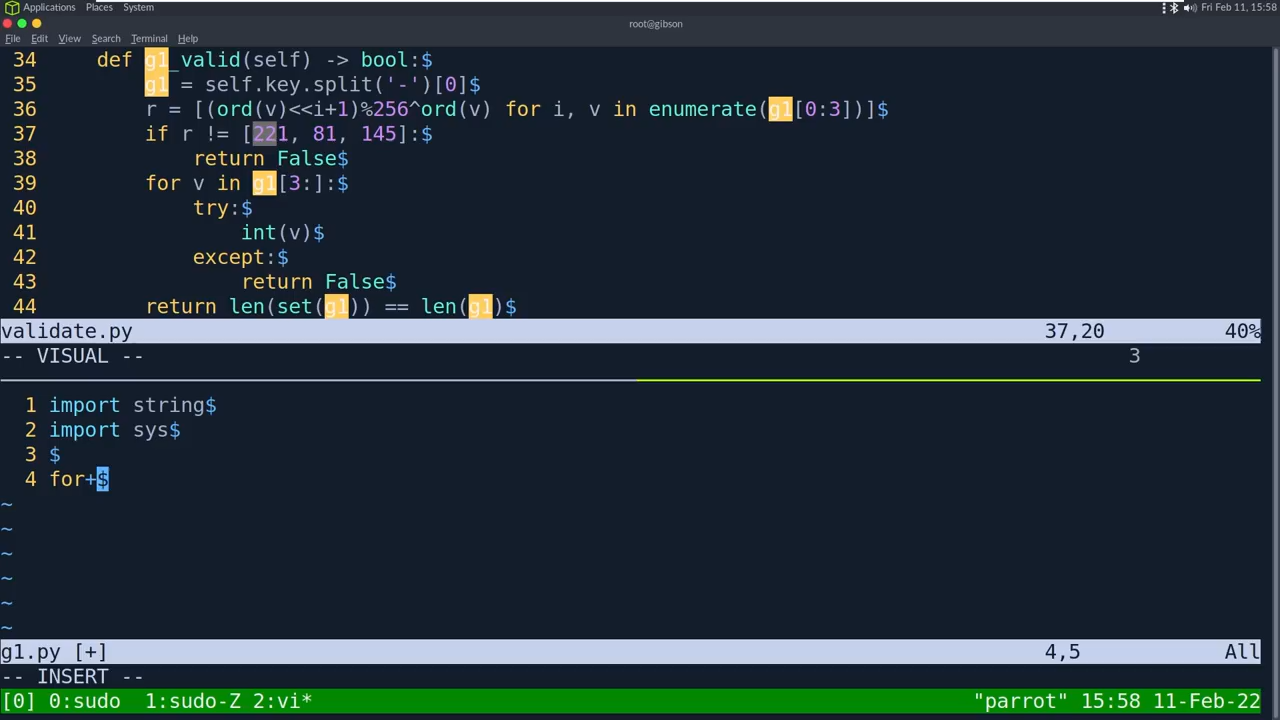 Applications Places System Fri Feb 11, 15:58
root@gibson
File Edit View Search Terminal Help
34     def g1_valid(self) -> bool:$
35         g1 = self.key.split('-')[0]$
36         r = [(ord(v)<<i+1)%256^ord(v) for i, v in enumerate(g1[0:3])]$
37         if r != [221, 81, 145]:$
38             return False$
39         for v in g1[3:]:$
40             try:$
41                 int(v)$
42             except:$
43                 return False$
44         return len(set(g1)) == len(g1)$
validate.py 37,20 40%
-- VISUAL -- 3
1 import string$
2 import sys$
3 $
4 for+$
~
~
~
~
~
~
g1.py [+] 4,5 All
-- INSERT --
[0] 0:sudo  1:sudo-Z 2:vi* "parrot" 15:58 11-Feb-22